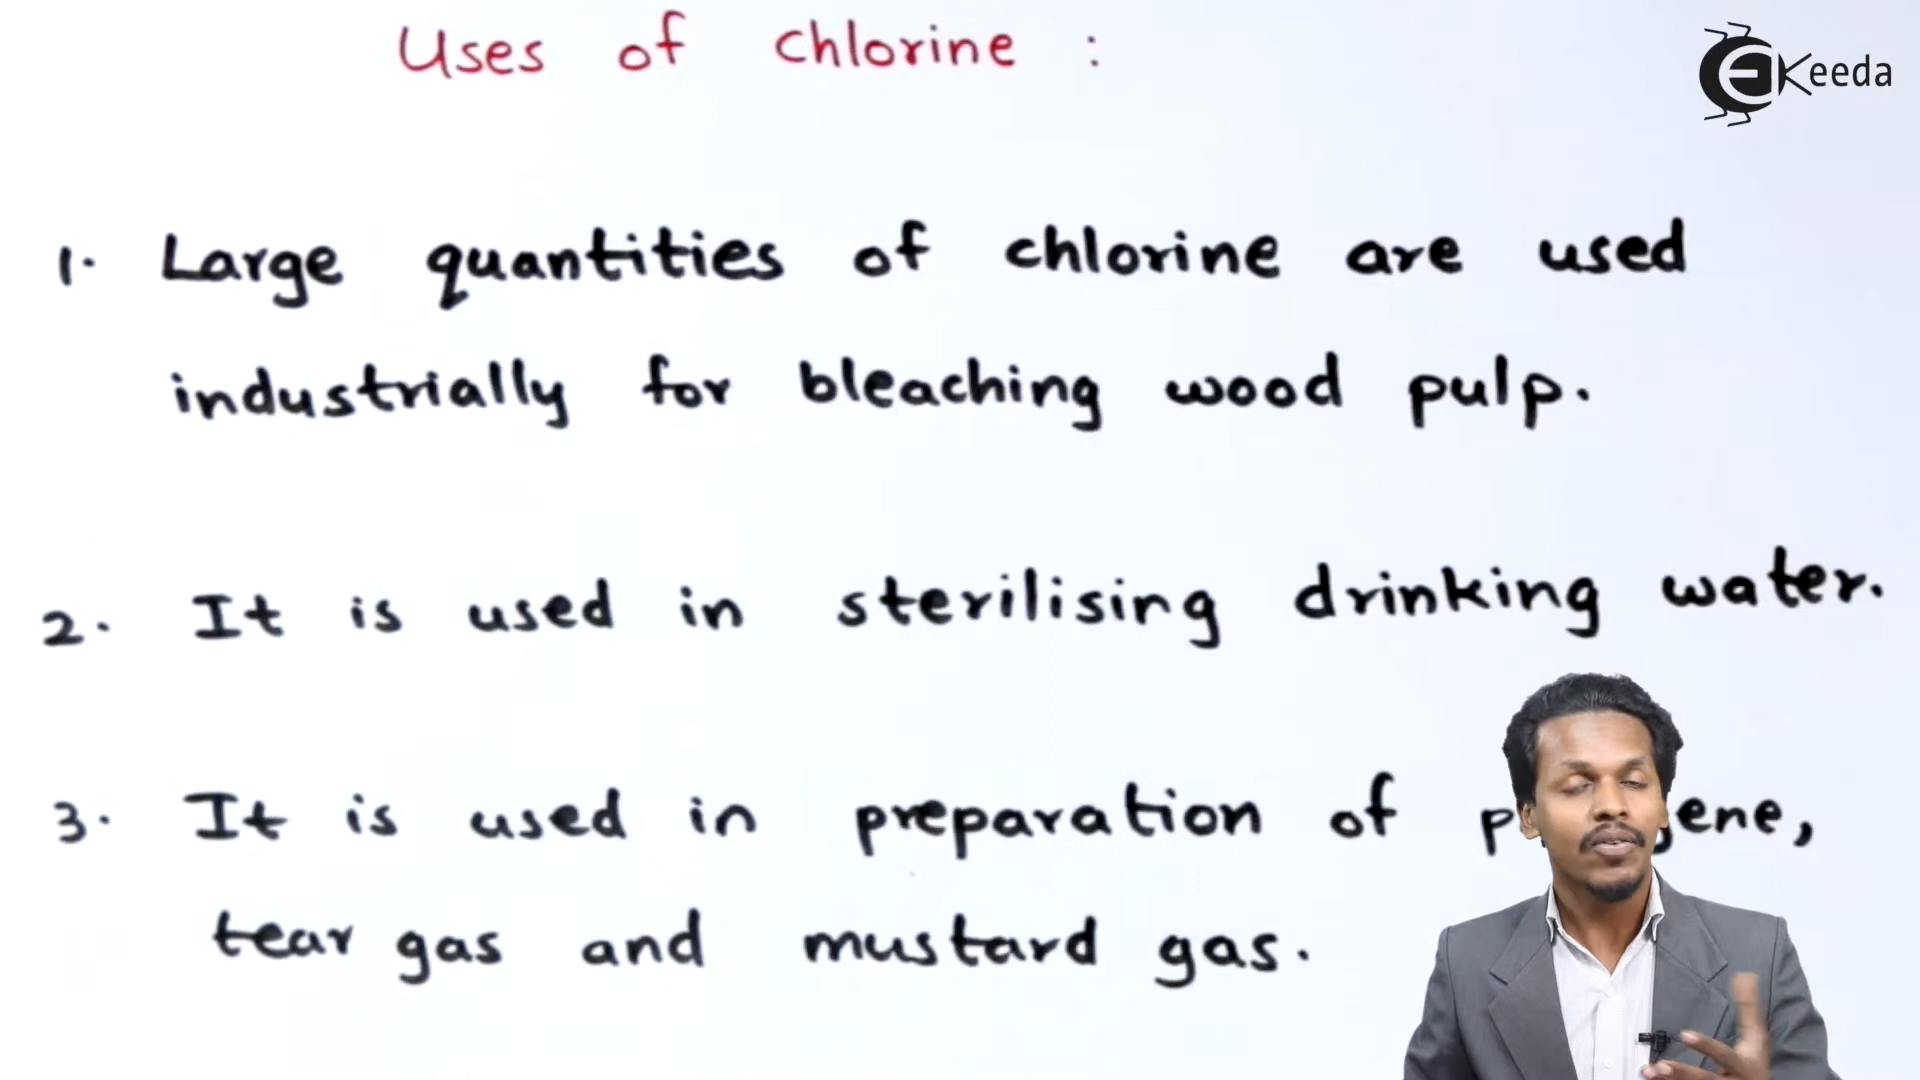 Uses of chlorine :
Keeda
1. Large quantities of chlorine are used
industrially for bleaching wood pulp.
2. It is used in sterilising drinking water.
3. It is used in preparation of
tear gas and mustard gas.